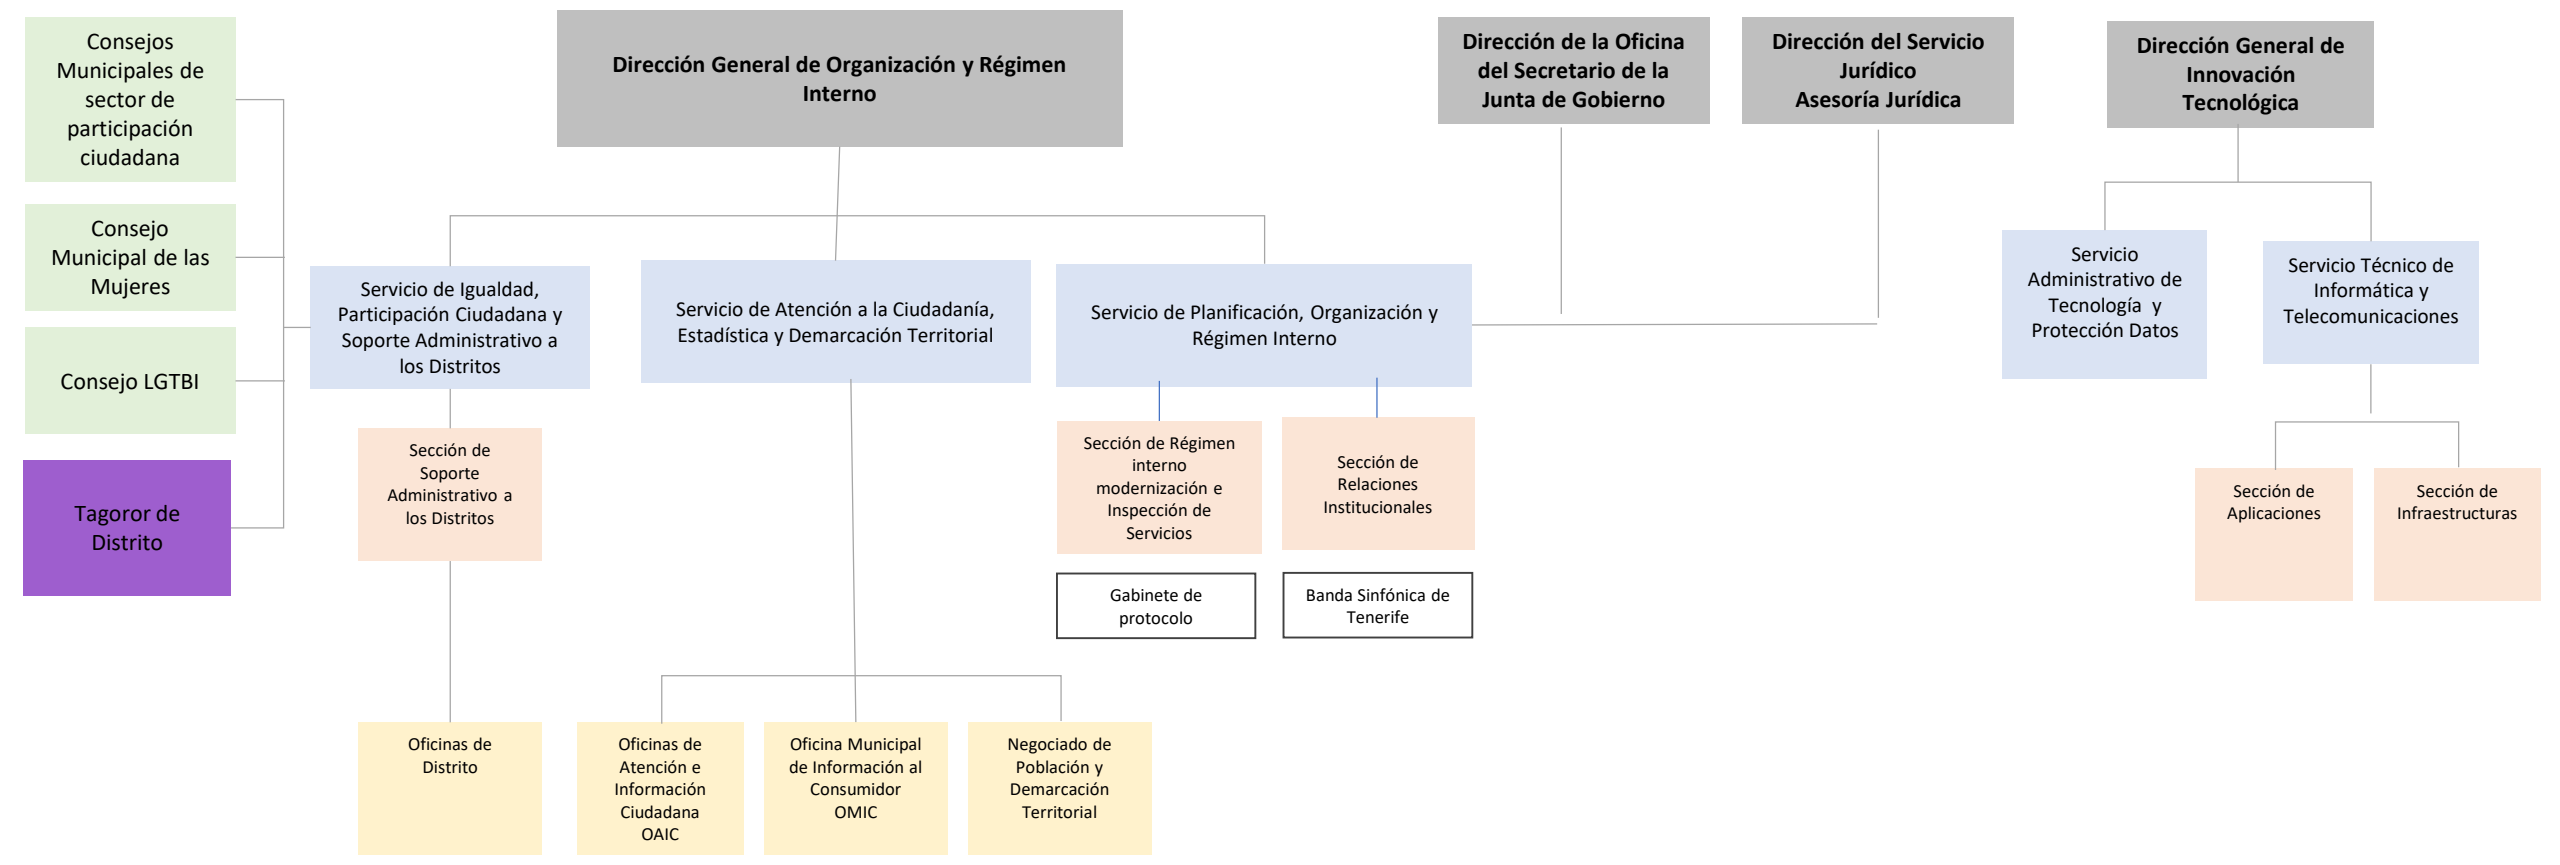 Consejos
Municipales de
sector de
participación
ciudadana
Consejo
Municipal de las
Mujeres
Consejo LGTBI
Tagoror de
Distrito
Dirección General de Organización y Régimen
Interno
Dirección de la Oficina
del Secretario de la
Junta de Gobierno
Dirección del Servicio
Jurídico
Asesoría Jurídica
Dirección General de
Innovación
Tecnológica
Servicio de Igualdad,
Participación Ciudadana y
Soporte Administrativo a
los Distritos
Servicio de Atención a la Ciudadanía,
Estadística y Demarcación Territorial
Servicio de Planificación, Organización y
Régimen Interno
Servicio
Administrativo de
Tecnología y
Protección Datos
Servicio Técnico de
Informática y
Telecomunicaciones
Sección de
Soporte
Administrativo a
los Distritos
Sección de Régimen
interno
modernización e
Inspección de
Servicios
Sección de
Relaciones
Institucionales
Sección de
Aplicaciones
Sección de
Infraestructuras
Gabinete de
protocolo
Banda Sinfónica de
Tenerife
Oficinas de
Distrito
Oficinas de
Atención e
Información
Ciudadana
OAIC
Oficina Municipal
de Información al
Consumidor
OMIC
Negociado de
Población y
Demarcación
Territorial